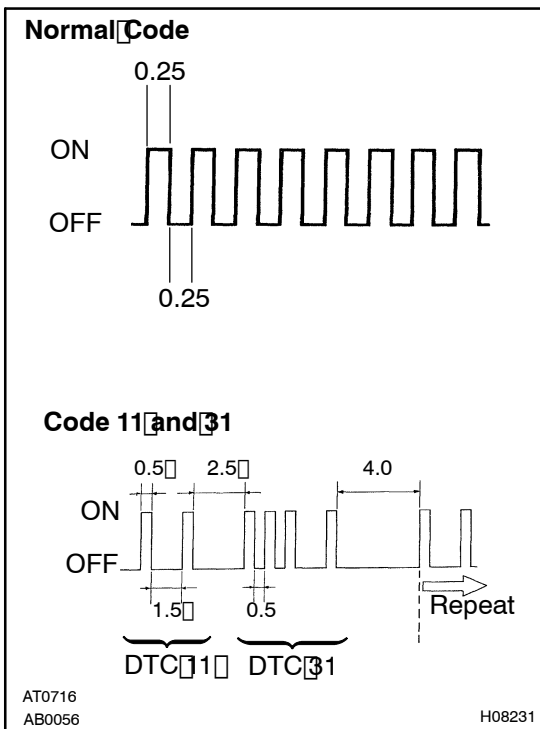 Normal Code
0.25
ON
OFF
0.25
Code 11 and 31
0.5 2.5 4.0
ON
OFF
1.5 0.5 Repeat
DTC 11 DTC 31
AT0716
AB0056 H08231